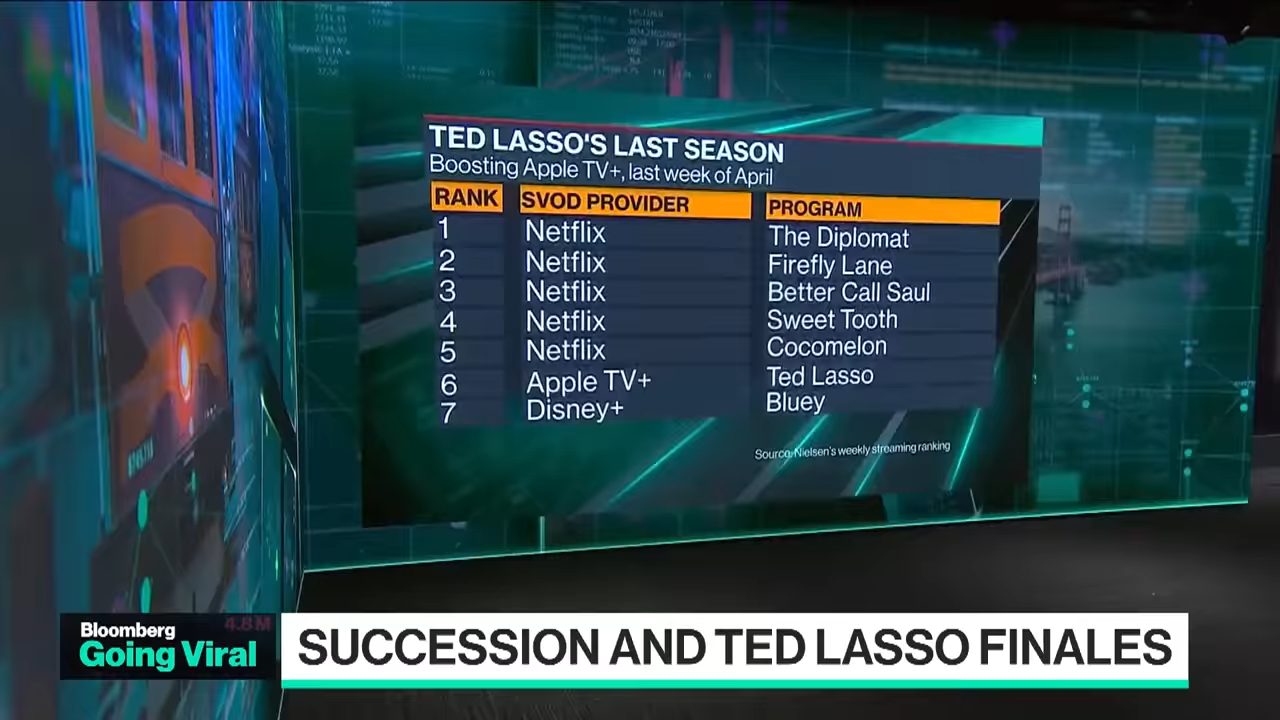 TED LASSO'S LAST SEASON
Boosting Apple TV+, last week of April
RANK SVOD PROVIDER PROGRAM
1 Netflix The Diplomat
2 Netflix Firefly Lane
3 Netflix Better Call Saul
4 Netflix Sweet Tooth
5 Netflix Cocomelon
6 Apple TV+ Ted Lasso
7 Disney+ Bluey
Source: Nielsen's weekly streaming ranking
4.8M
Bloomberg
Going Viral
SUCCESSION AND TED LASSO FINALES